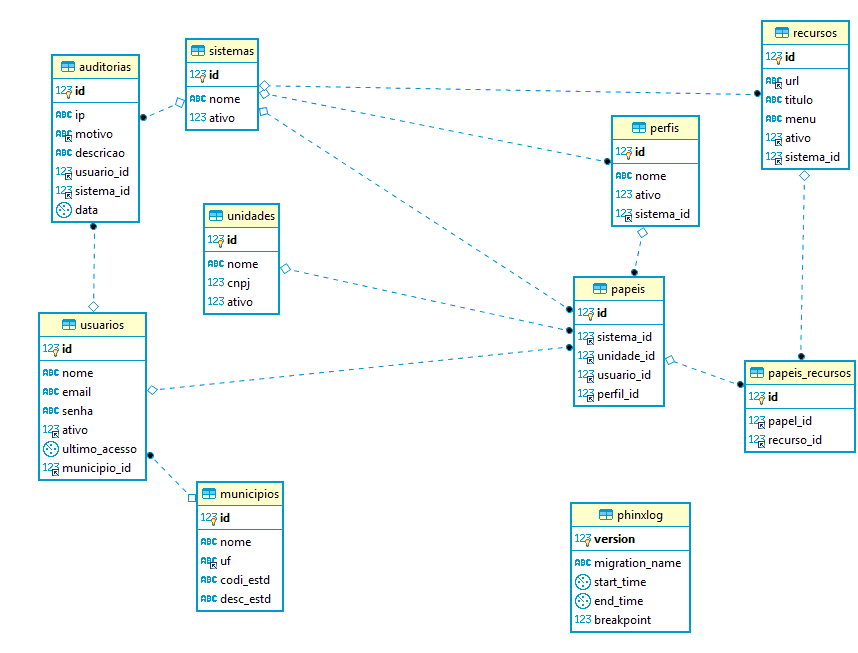 auditorias
123 id
ABC ip
ABC motivo
ABC descricao
123 usuario_id
123 sistema_id
data
sistemas
123 id
ABC nome
123 ativo
recursos
123 id
ABC url
ABC titulo
ABC menu
123 ativo
123 sistema_id
perfis
123 id
ABC nome
123 ativo
123 sistema_id
unidades
123 id
ABC nome
123 cnpj
123 ativo
papeis
123 id
123 sistema_id
123 unidade_id
123 usuario_id
123 perfil_id
usuarios
123 id
ABC nome
ABC email
ABC senha
123 ativo
ultimo_acesso
123 municipio_id
papeis_recursos
123 id
123 papel_id
123 recurso_id
municipios
123 id
ABC nome
ABC uf
ABC codi_estd
ABC desc_estd
phinxlog
123 version
ABC migration_name
start_time
end_time
123 breakpoint